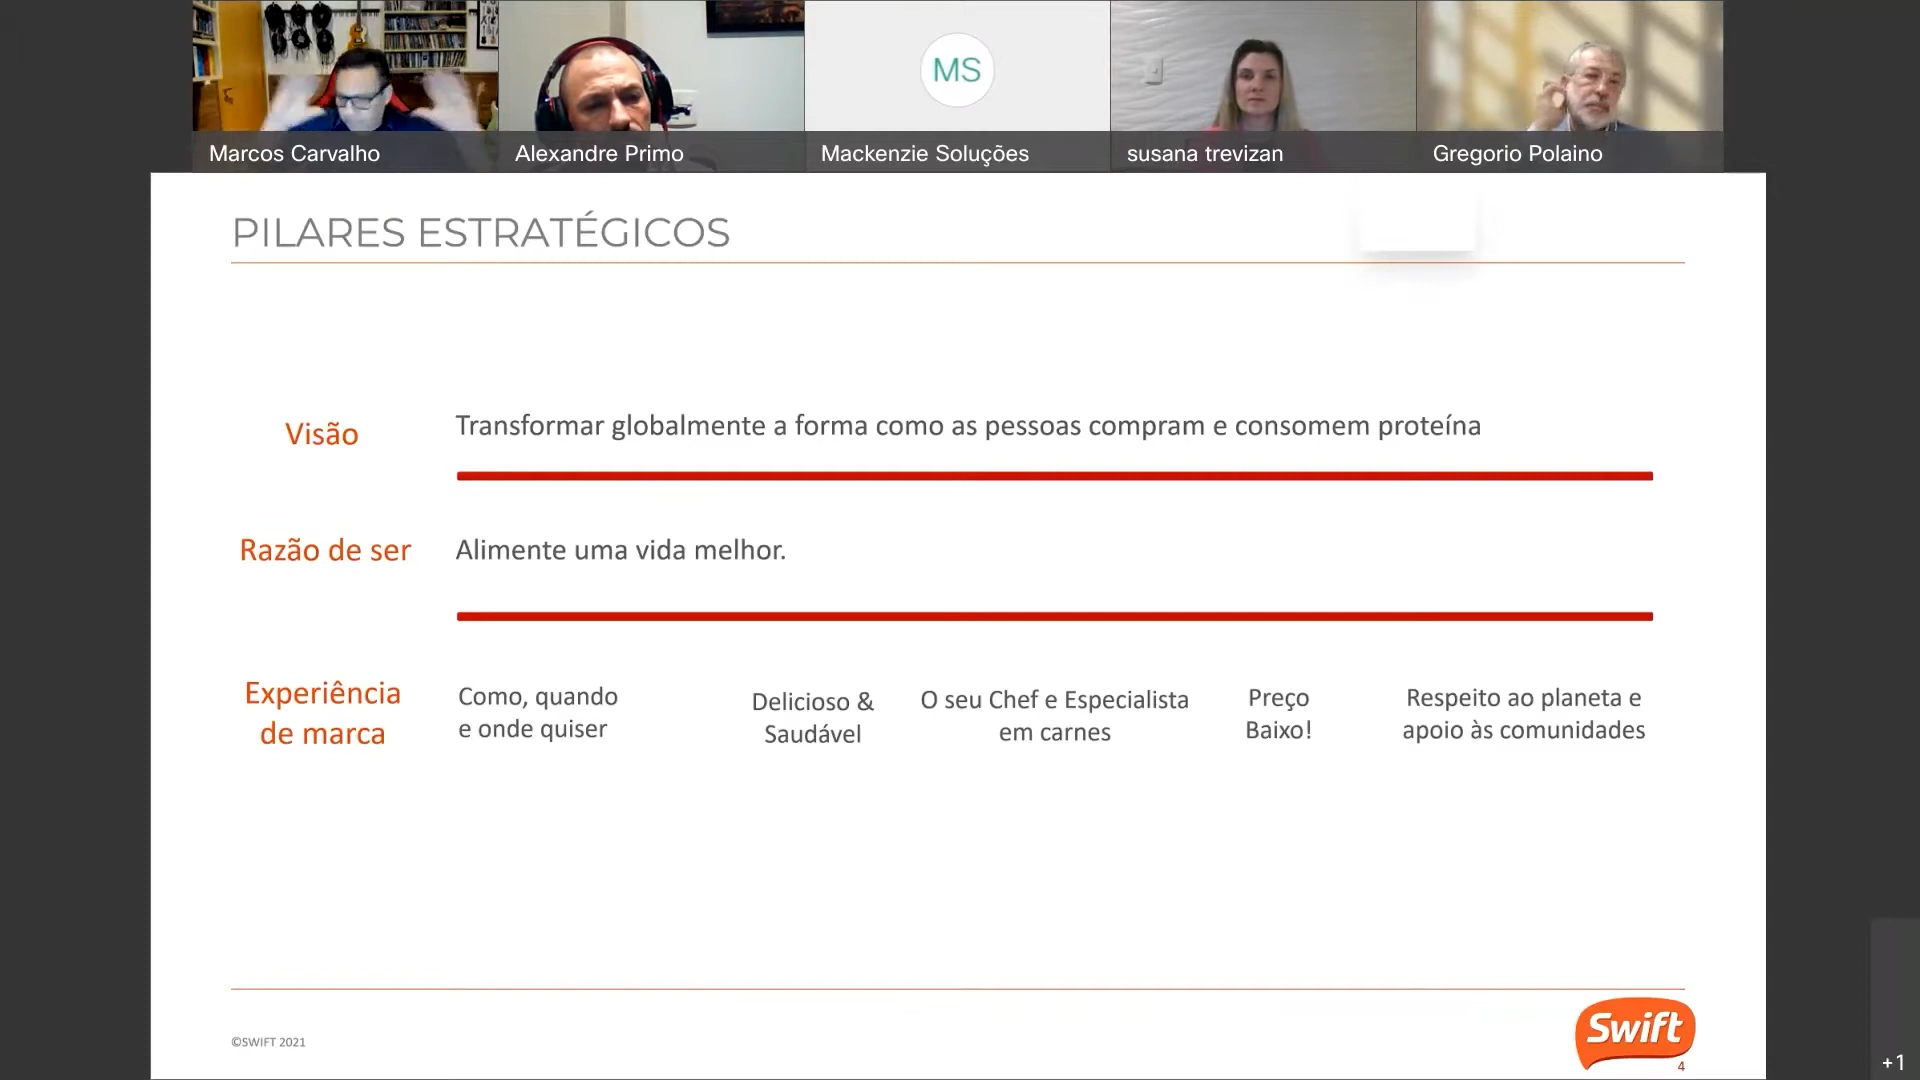 MS
Marcos Carvalho
Alexandre Primo
Mackenzie Soluções
susana trevizan
Gregorio Polaino
PILARES ESTRATÉGICOS
Visão
Transformar globalmente a forma como as pessoas compram e consomem proteína
Razão de ser
Alimente uma vida melhor.
Experiência
de marca
Como, quando
e onde quiser
Delicioso &
Saudável
O seu Chef e Especialista
em carnes
Preço
Baixo!
Respeito ao planeta e
apoio às comunidades
©SWIFT 2021
Swift
4
+1